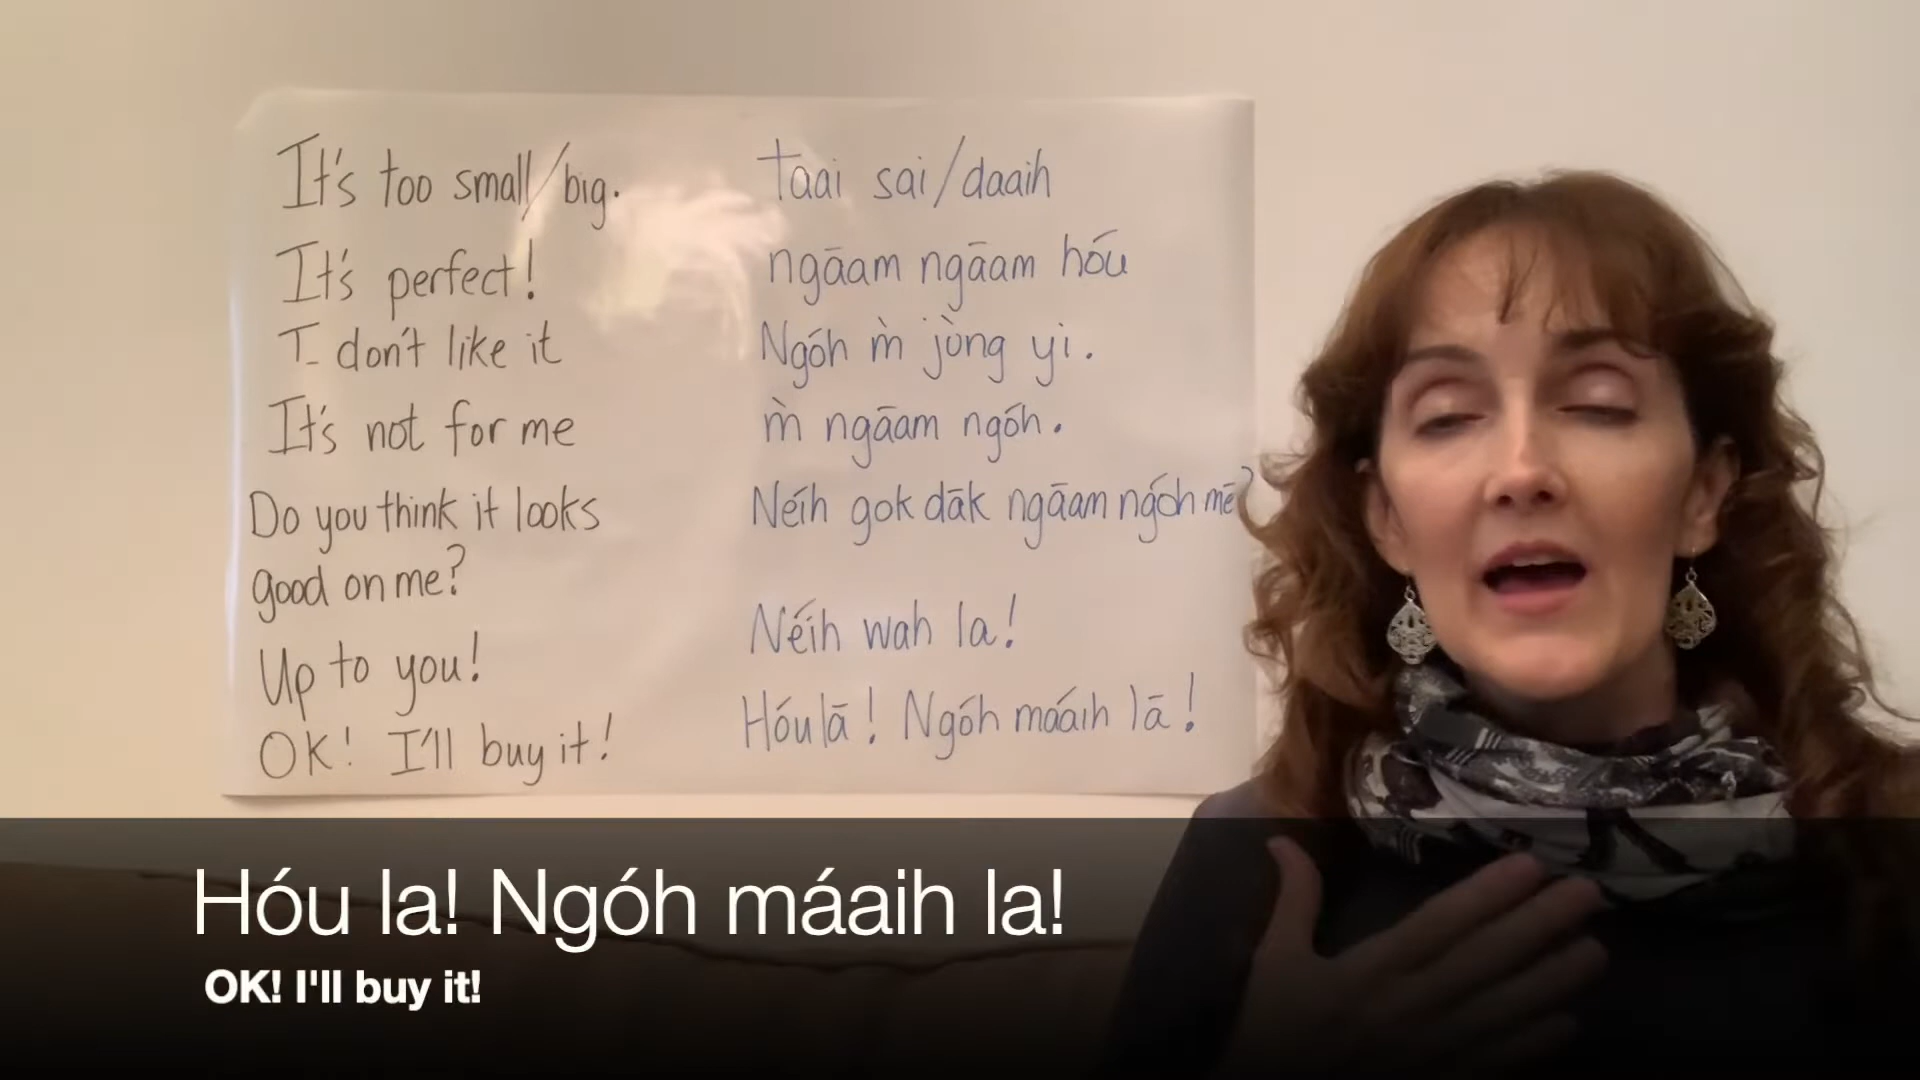 It's too small/big.
taai sai/daaih
It's perfect!
ngāam ngāam hóu
I don't like it
Ngóh m̀ jùng yi.
It's not for me
m̀ ngāam ngóh.
Do you think it looks
good on me?
Néih gok dāk ngāam ngóh mē?
Up to you!
Néih wah la!
OK! I'll buy it!
Hóu lā! Ngóh máaih lā!
Hóu la! Ngóh máaih la!
OK! I'll buy it!